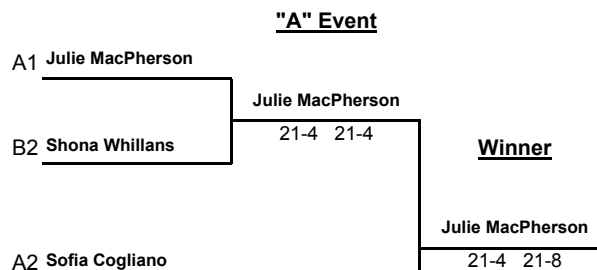 "A" Event
A1 Julie MacPherson
Julie MacPherson
21-4 21-4
B2 Shona Whillans
Winner
Julie MacPherson
21-4 21-8
A2 Sofia Cogliano